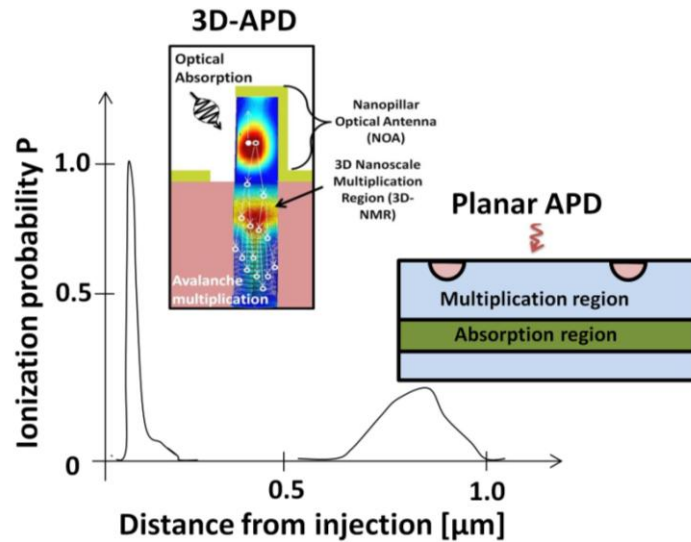 3D-APD
Optical
Absorption
Nanopillar
Optical Antenna
(NOA)
3D Nanoscale
Multiplication
Region (3D-
NMR)
Avalanche
multiplication
Planar APD
Multiplication region
Absorption region
Ionization probability P
1.0
0.5
0
0.5
1.0
Distance from injection [μm]